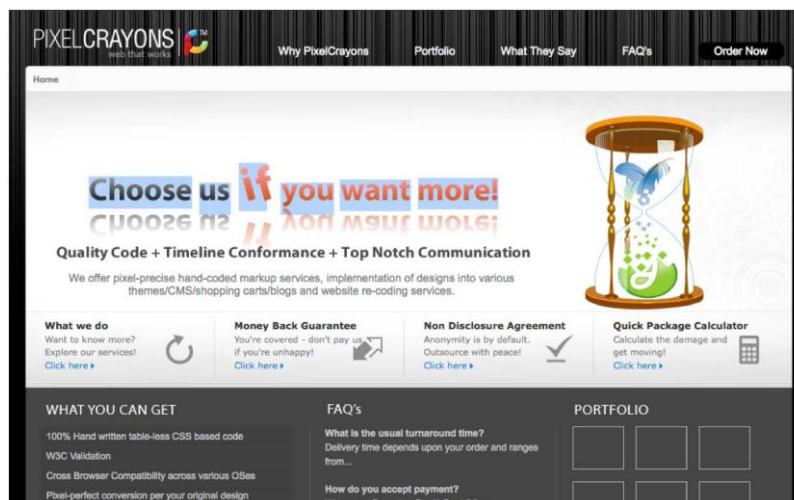 PIXELCRAYONS
TM
web that works
Why PixelCrayons
Portfolio
What They Say
FAQ's
Order Now
Home
Choose us if you want more!
Quality Code + Timeline Conformance + Top Notch Communication
We offer pixel-precise hand-coded markup services, implementation of designs into various
themes/CMS/shopping carts/blogs and website re-coding services.
What we do
Want to know more?
Explore our services!
Click here
Money Back Guarantee
You're covered - don't pay us
if you're unhappy!
Click here
Non Disclosure Agreement
Anonymity is by default.
Outsource with peace!
Click here
Quick Package Calculator
Calculate the damage and
get moving!
Click here
WHAT YOU CAN GET
100% Hand written table-less CSS based code
W3C Validation
Cross Browser Compatibility across various OSes
Pixel-perfect conversion per your original design
FAQ's
What is the usual turnaround time?
Delivery time depends upon your order and ranges
from...
How do you accept payment?
PORTFOLIO